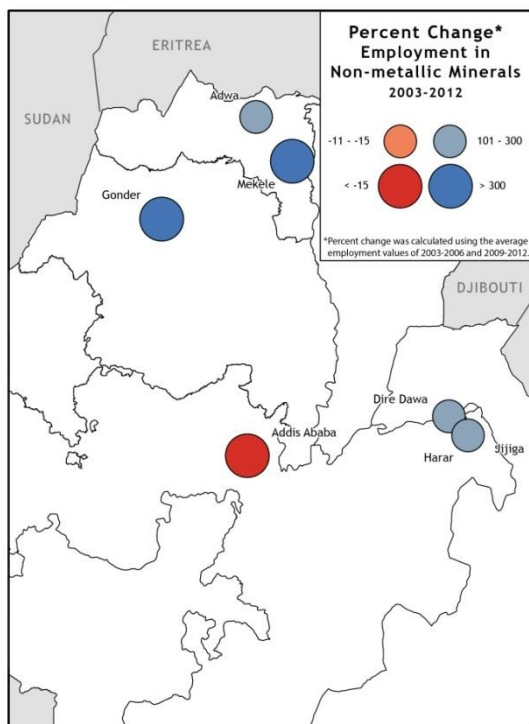 Percent Change*
Employment in
Non-metallic Minerals
2003-2012
-11 - -15
101 - 300
< -15
> 300
*Percent change was calculated using the average
employment values of 2003-2006 and 2009-2012.
ERITREA
SUDAN
Adwa
Mekele
Gonder
DJIBOUTI
Dire Dawa
Addis Ababa
Harar
Jijiga